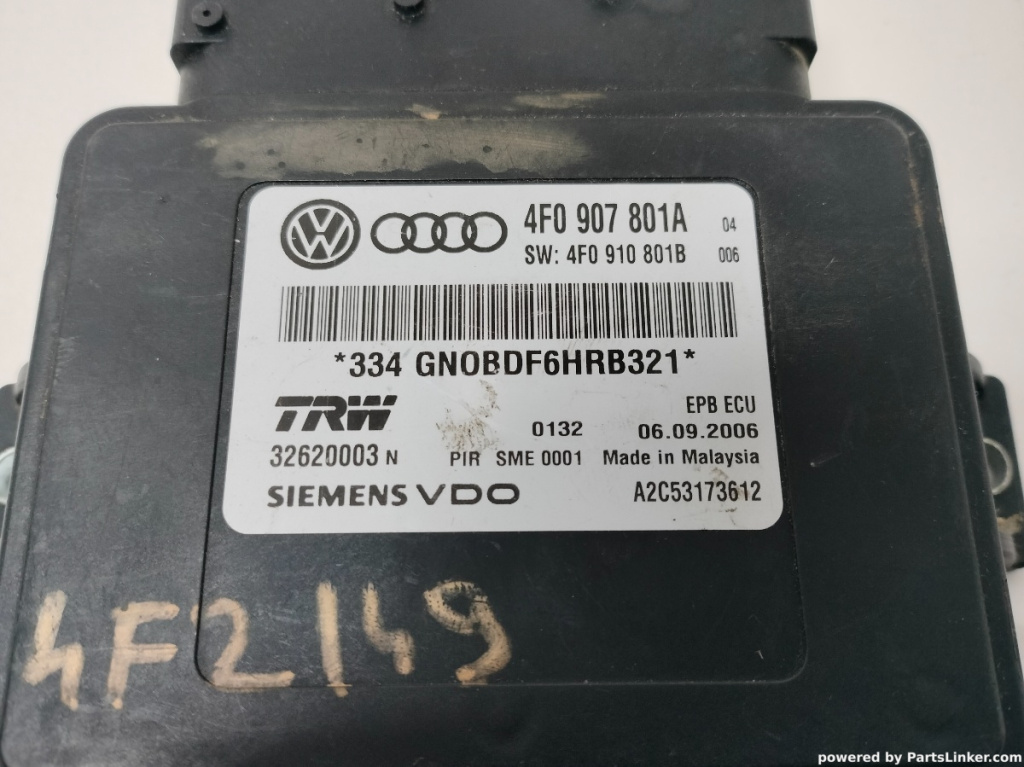 4F0 907 801A 04
SW: 4F0 910 801B 006
*334 GN0BDF6HRB321*
TRW
EPB ECU
0132 06.09.2006
32620003 N PIR SME 0001 Made in Malaysia
SIEMENS VDO A2C53173612
4F2149
powered by PartsLinker.com